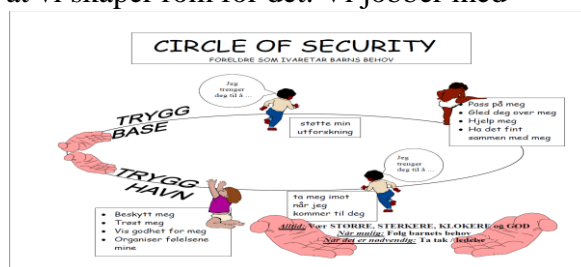 at vi skaper rom for det. Vi jobber med
CIRCLE OF SECURITY
FORELDRE SOM IVARETAR BARNS BEHOV
Jeg
trenger
deg til å ...
TRYGG
BASE
støtte min
utforskning
• Pass på meg
• Gled deg over meg
• Hjelp meg
• Ha det fint
sammen med meg
Jeg
trenger
deg til å ...
TRYGG
HAVN
ta meg imot
når jeg
kommer til deg
• Beskytt meg
• Trøst meg
• Vis godhet for meg
• Organiser følelsene
mine
Alltid: Vær STØRRE, STERKERE, KLOKERE og GOD
Når mulig: Følg barnets behov
Når det er nødvendig: Ta tak / ledelse